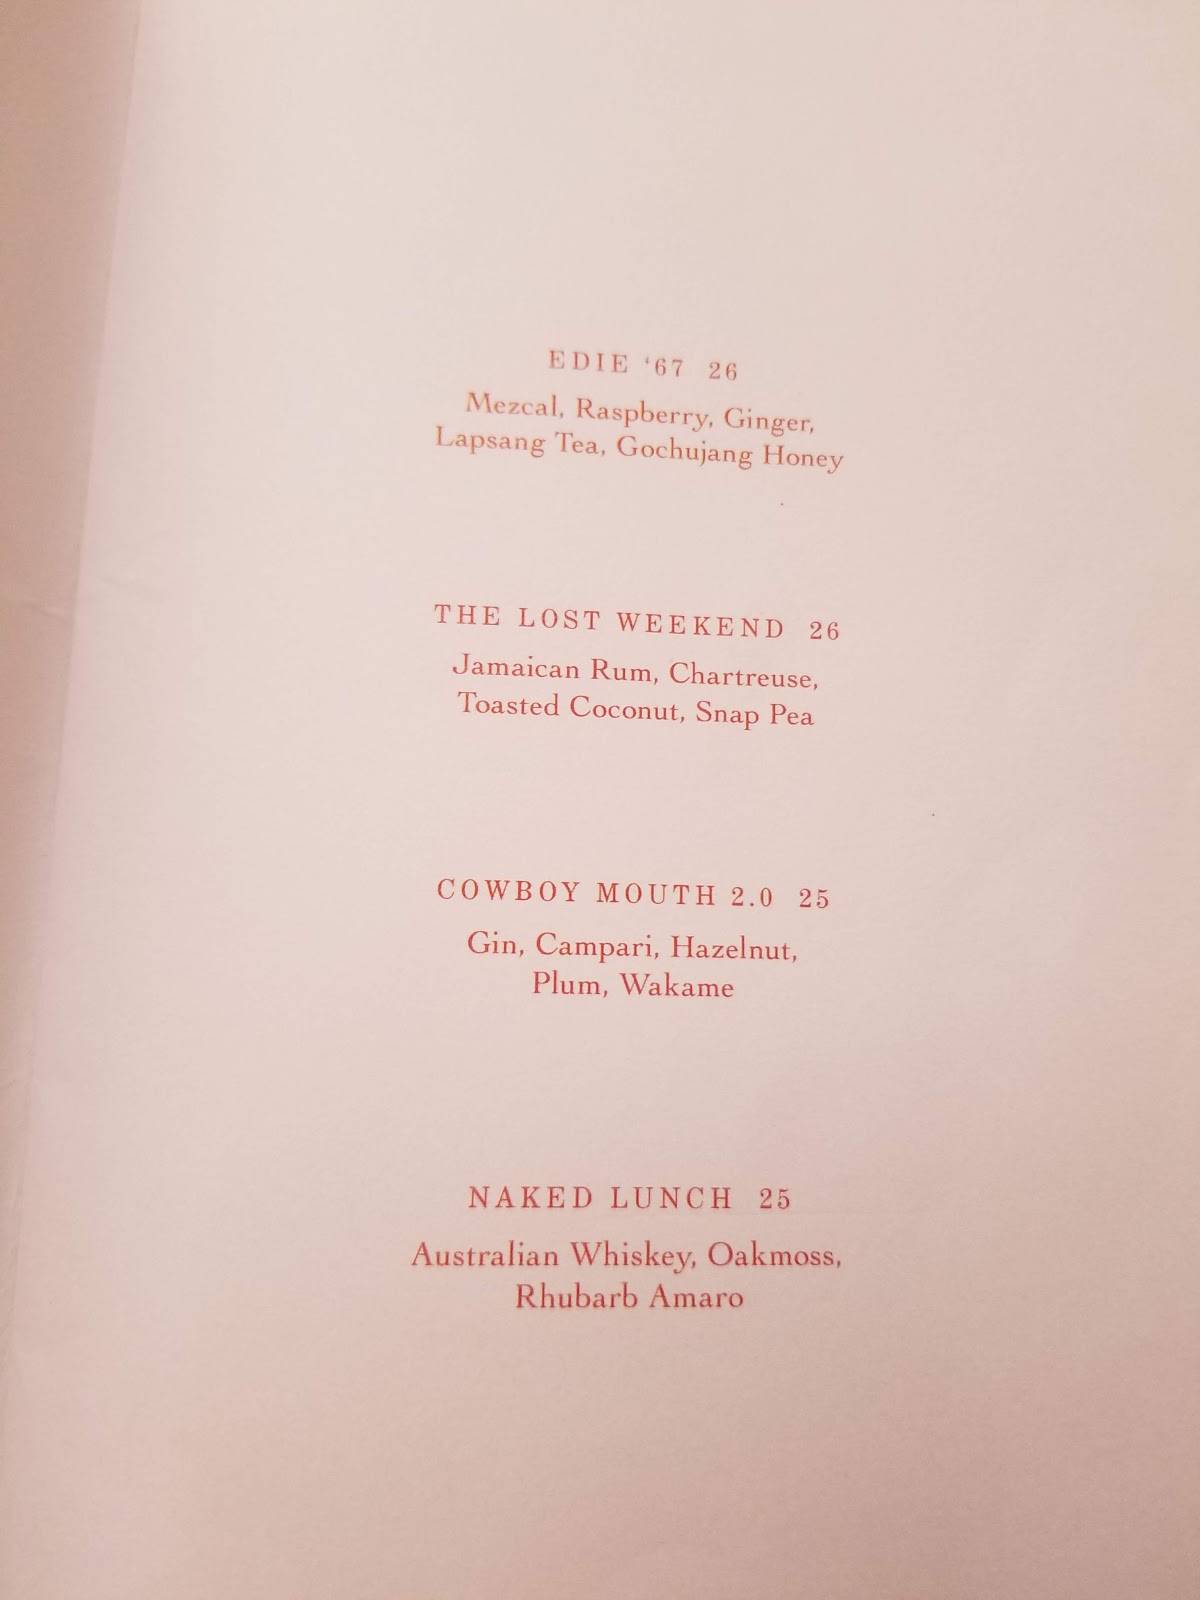 EDIE '67 26
Mezcal, Raspberry, Ginger,
Lapsang Tea, Gochujang Honey
THE LOST WEEKEND 26
Jamaican Rum, Chartreuse,
Toasted Coconut, Snap Pea
COWBOY MOUTH 2.0 25
Gin, Campari, Hazelnut,
Plum, Wakame
NAKED LUNCH 25
Australian Whiskey, Oakmoss,
Rhubarb Amaro